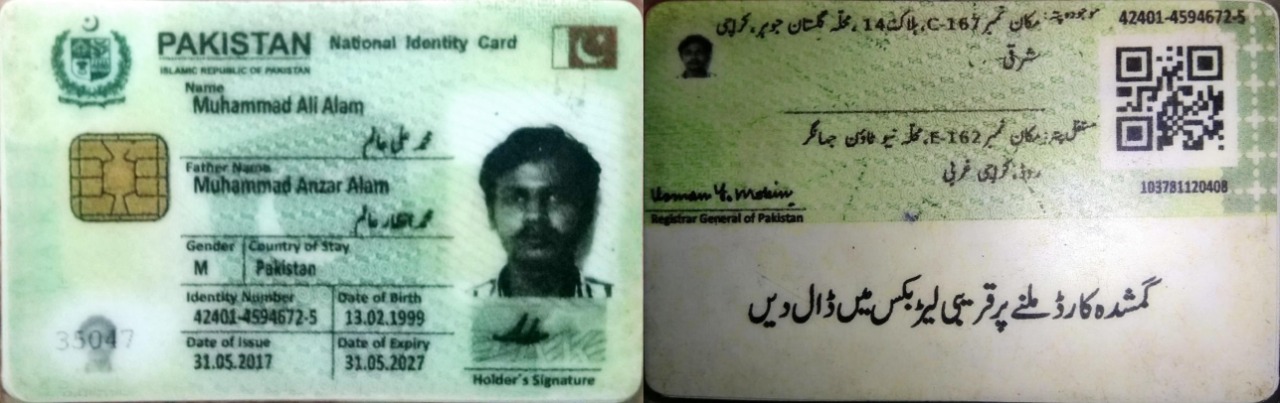 PAKISTAN National Identity Card
ISLAMIC REPUBLIC OF PAKISTAN
Name
Muhammad Ali Alam
محمد علی عالم
Father Name
Muhammad Anzar Alam
محمد انظار عالم
Gender Country of Stay
M Pakistan
Identity Number Date of Birth
42401-4594672-5 13.02.1999
Date of Issue Date of Expiry
31.05.2017 31.05.2027
35047
Holder's Signature
42401-4594672-5
موجودہ پتہ: مکان نمبر C-167، بلاک 14، محلہ گلستان جوہر، کراچی
مشرقی
مستقل پتہ: مکان نمبر E-162، محلہ نیو ٹاؤن جہانگیر
روڈ، کراچی غربی
103781120408
Usman Y. Mobin
Registrar General of Pakistan
گمشدہ کارڈ ملنے پر قریبی لیٹر بکس میں ڈال دیں